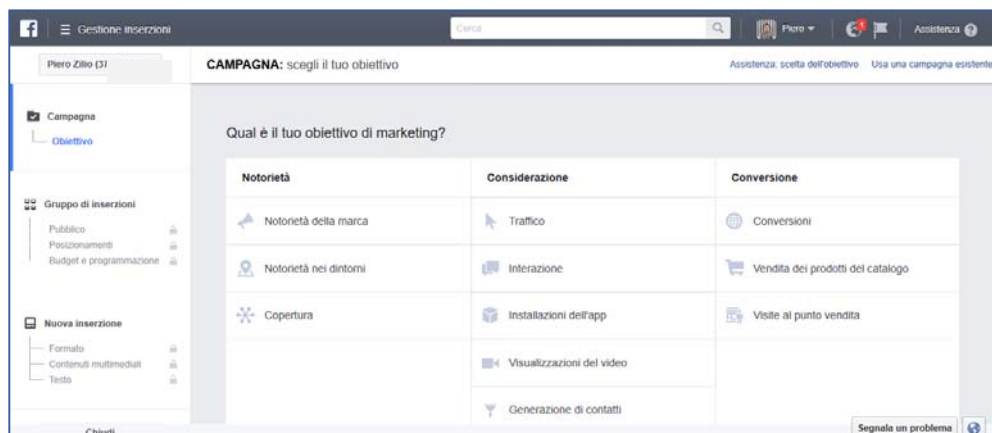 f Gestione inserzioni Cerca Piero 1 Assistenza
Piero Zilio (31
CAMPAGNA: scegli il tuo obiettivo Assistenza: scelta dell'obiettivo Usa una campagna esistente
Campagna
Obiettivo
Qual è il tuo obiettivo di marketing?
Notorietà Considerazione Conversione
Gruppo di inserzioni
Pubblico
Posizionamenti
Budget e programmazione
Notorietà della marca Traffico Conversioni
Notorietà nei dintorni Interazione Vendita dei prodotti del catalogo
Copertura Installazioni dell'app Visite al punto vendita
Nuova inserzione
Formato
Contenuti multimediali
Testo
Visualizzazioni del video
Generazione di contatti
Chiudi Segnala un problema